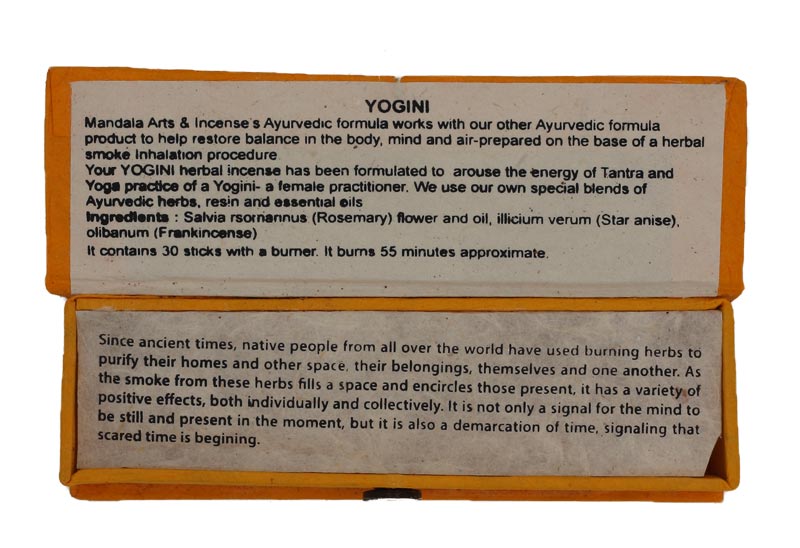 YOGINI
Mandala Arts & Incense's Ayurvedic formula works with our other Ayurvedic formula
product to help restore balance in the body, mind and air-prepared on the base of a herbal
smoke Inhalation procedure
Your YOGINI herbal incense has been formulated to arouse the energy of Tantra and
Yoga practice of a Yogini- a female practitioner. We use our own special blends of
Ayurvedic herbs, resin and essential oils
Ingredients : Salvia rsomannus (Rosemary) flower and oil, illicium verum (Star anise),
olibanum (Frankincense)
It contains 30 sticks with a burner. It burns 55 minutes approximate.
Since ancient times, native people from all over the world have used burning herbs to
purify their homes and other space, their belongings, themselves and one another. As
the smoke from these herbs fills a space and encircles those present, it has a variety of
positive effects, both individually and collectively. It is not only a signal for the mind to
be still and present in the moment, but it is also a demarcation of time, signaling that
scared time is begining.